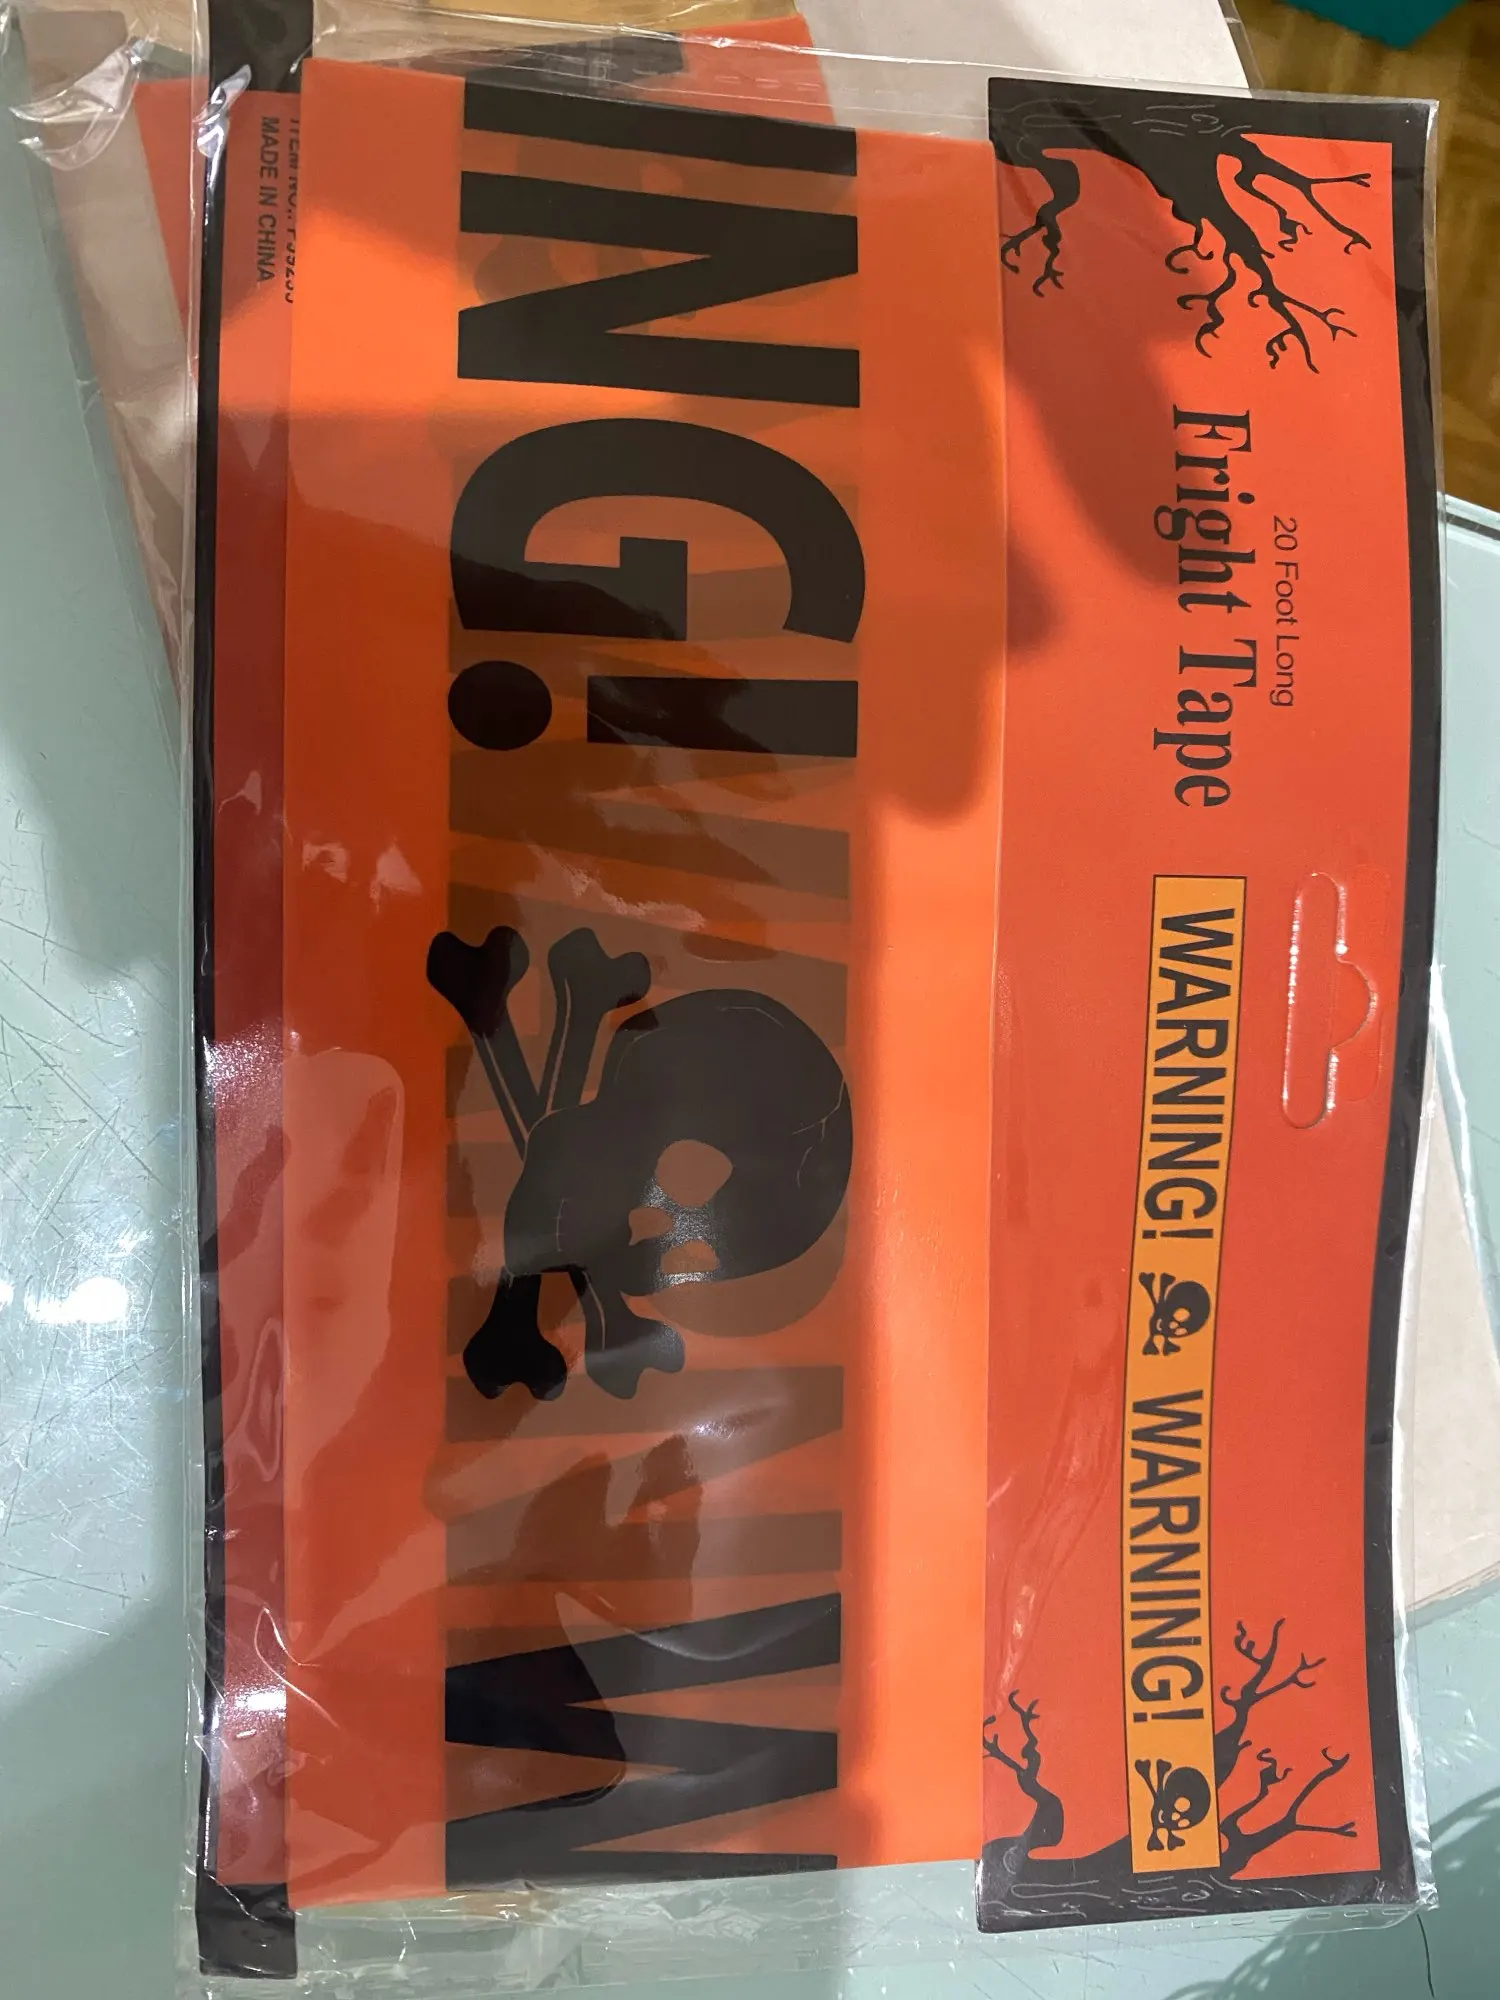 20 Foot Long
Fright Tape
WARNING! WARNING!
ING! W
MADE IN CHINA